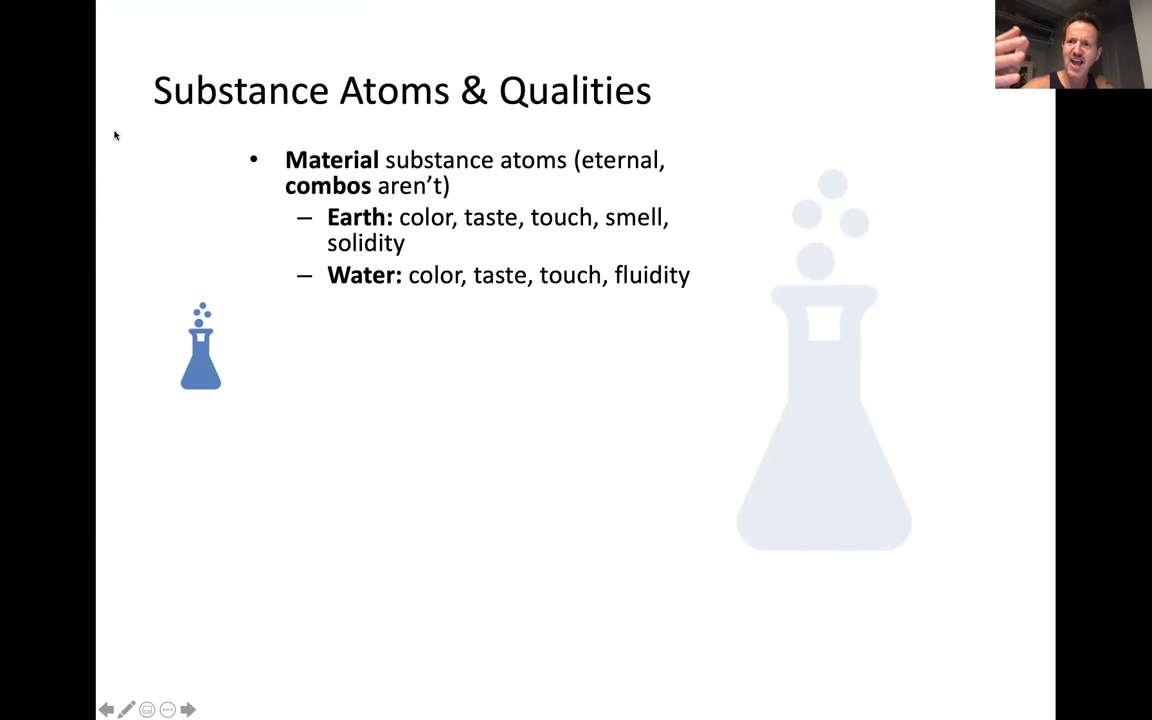 Substance Atoms & Qualities
• Material substance atoms (eternal,
combos aren’t)
– Earth: color, taste, touch, smell,
solidity
– Water: color, taste, touch, fluidity